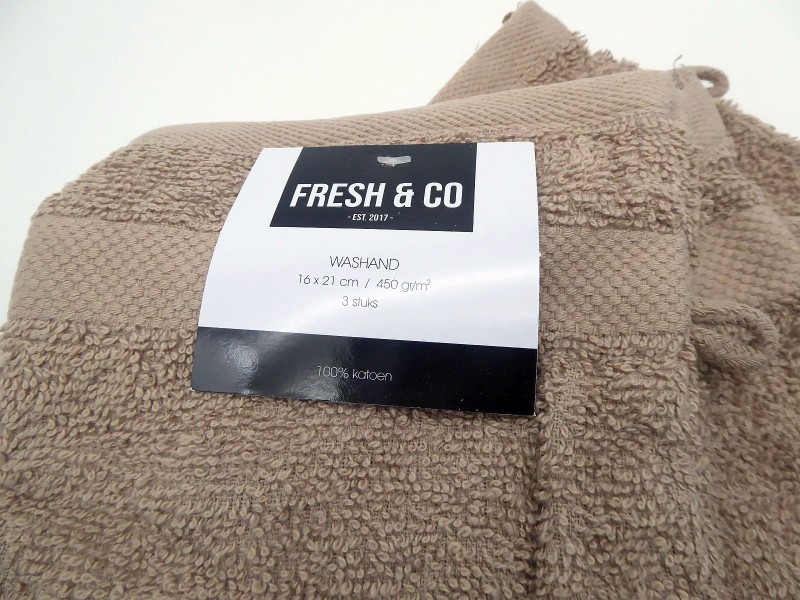 FRESH & CO
- EST. 2017 -
WASHAND
16 x 21 cm / 450 gr/m²
3 stuks
100% katoen